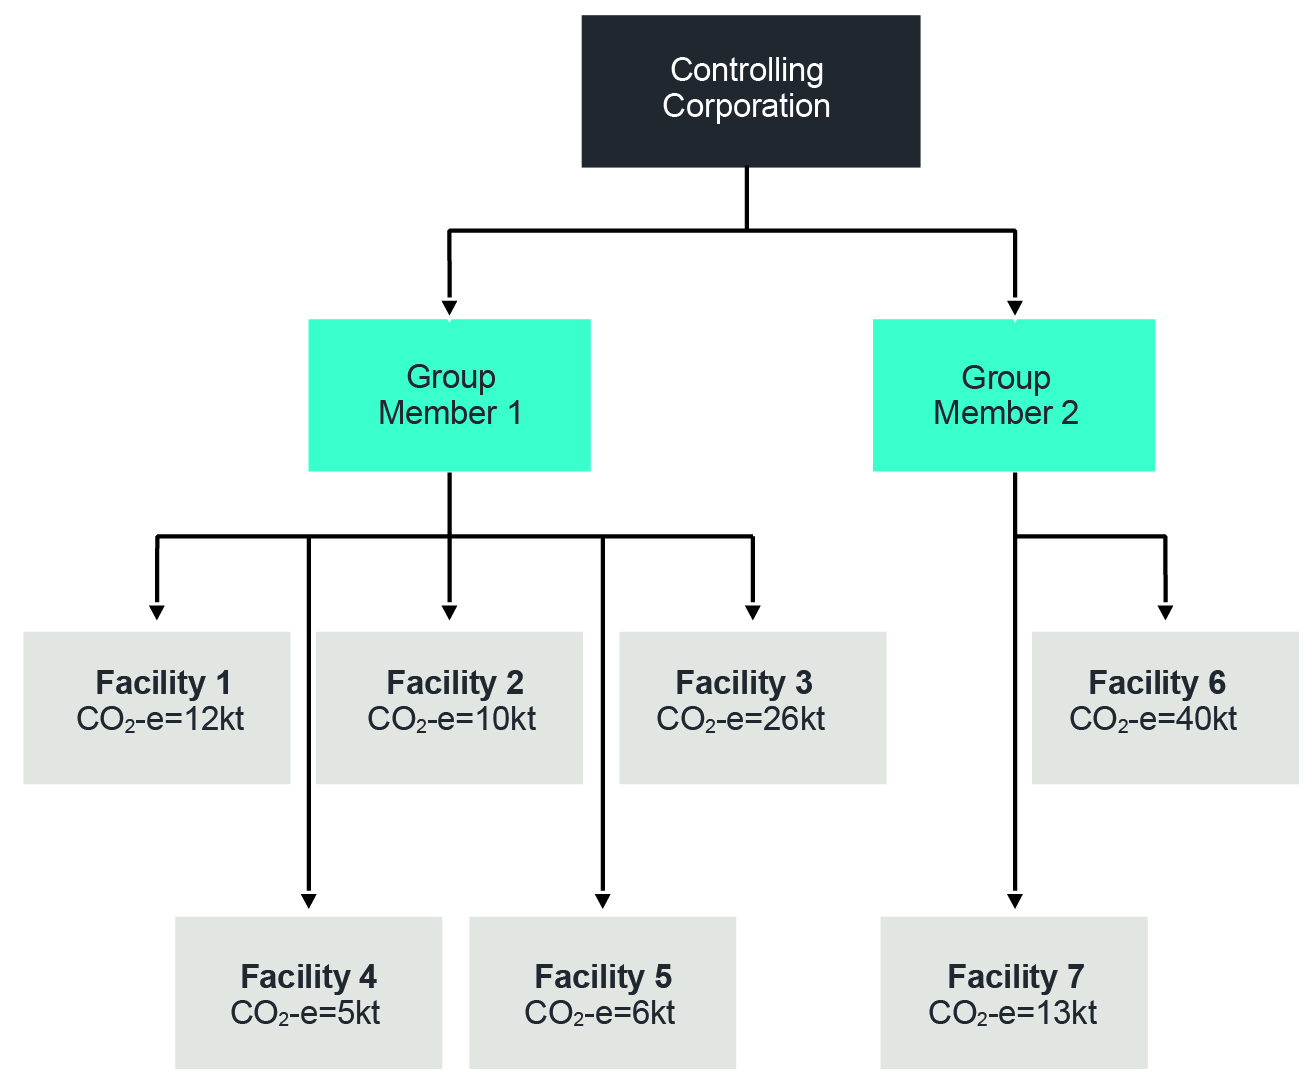 Controlling
Corporation
Group
Member 1
Group
Member 2
Facility 1
CO₂-e=12kt
Facility 2
CO₂-e=10kt
Facility 3
CO₂-e=26kt
Facility 6
CO₂-e=40kt
Facility 4
CO₂-e=5kt
Facility 5
CO₂-e=6kt
Facility 7
CO₂-e=13kt